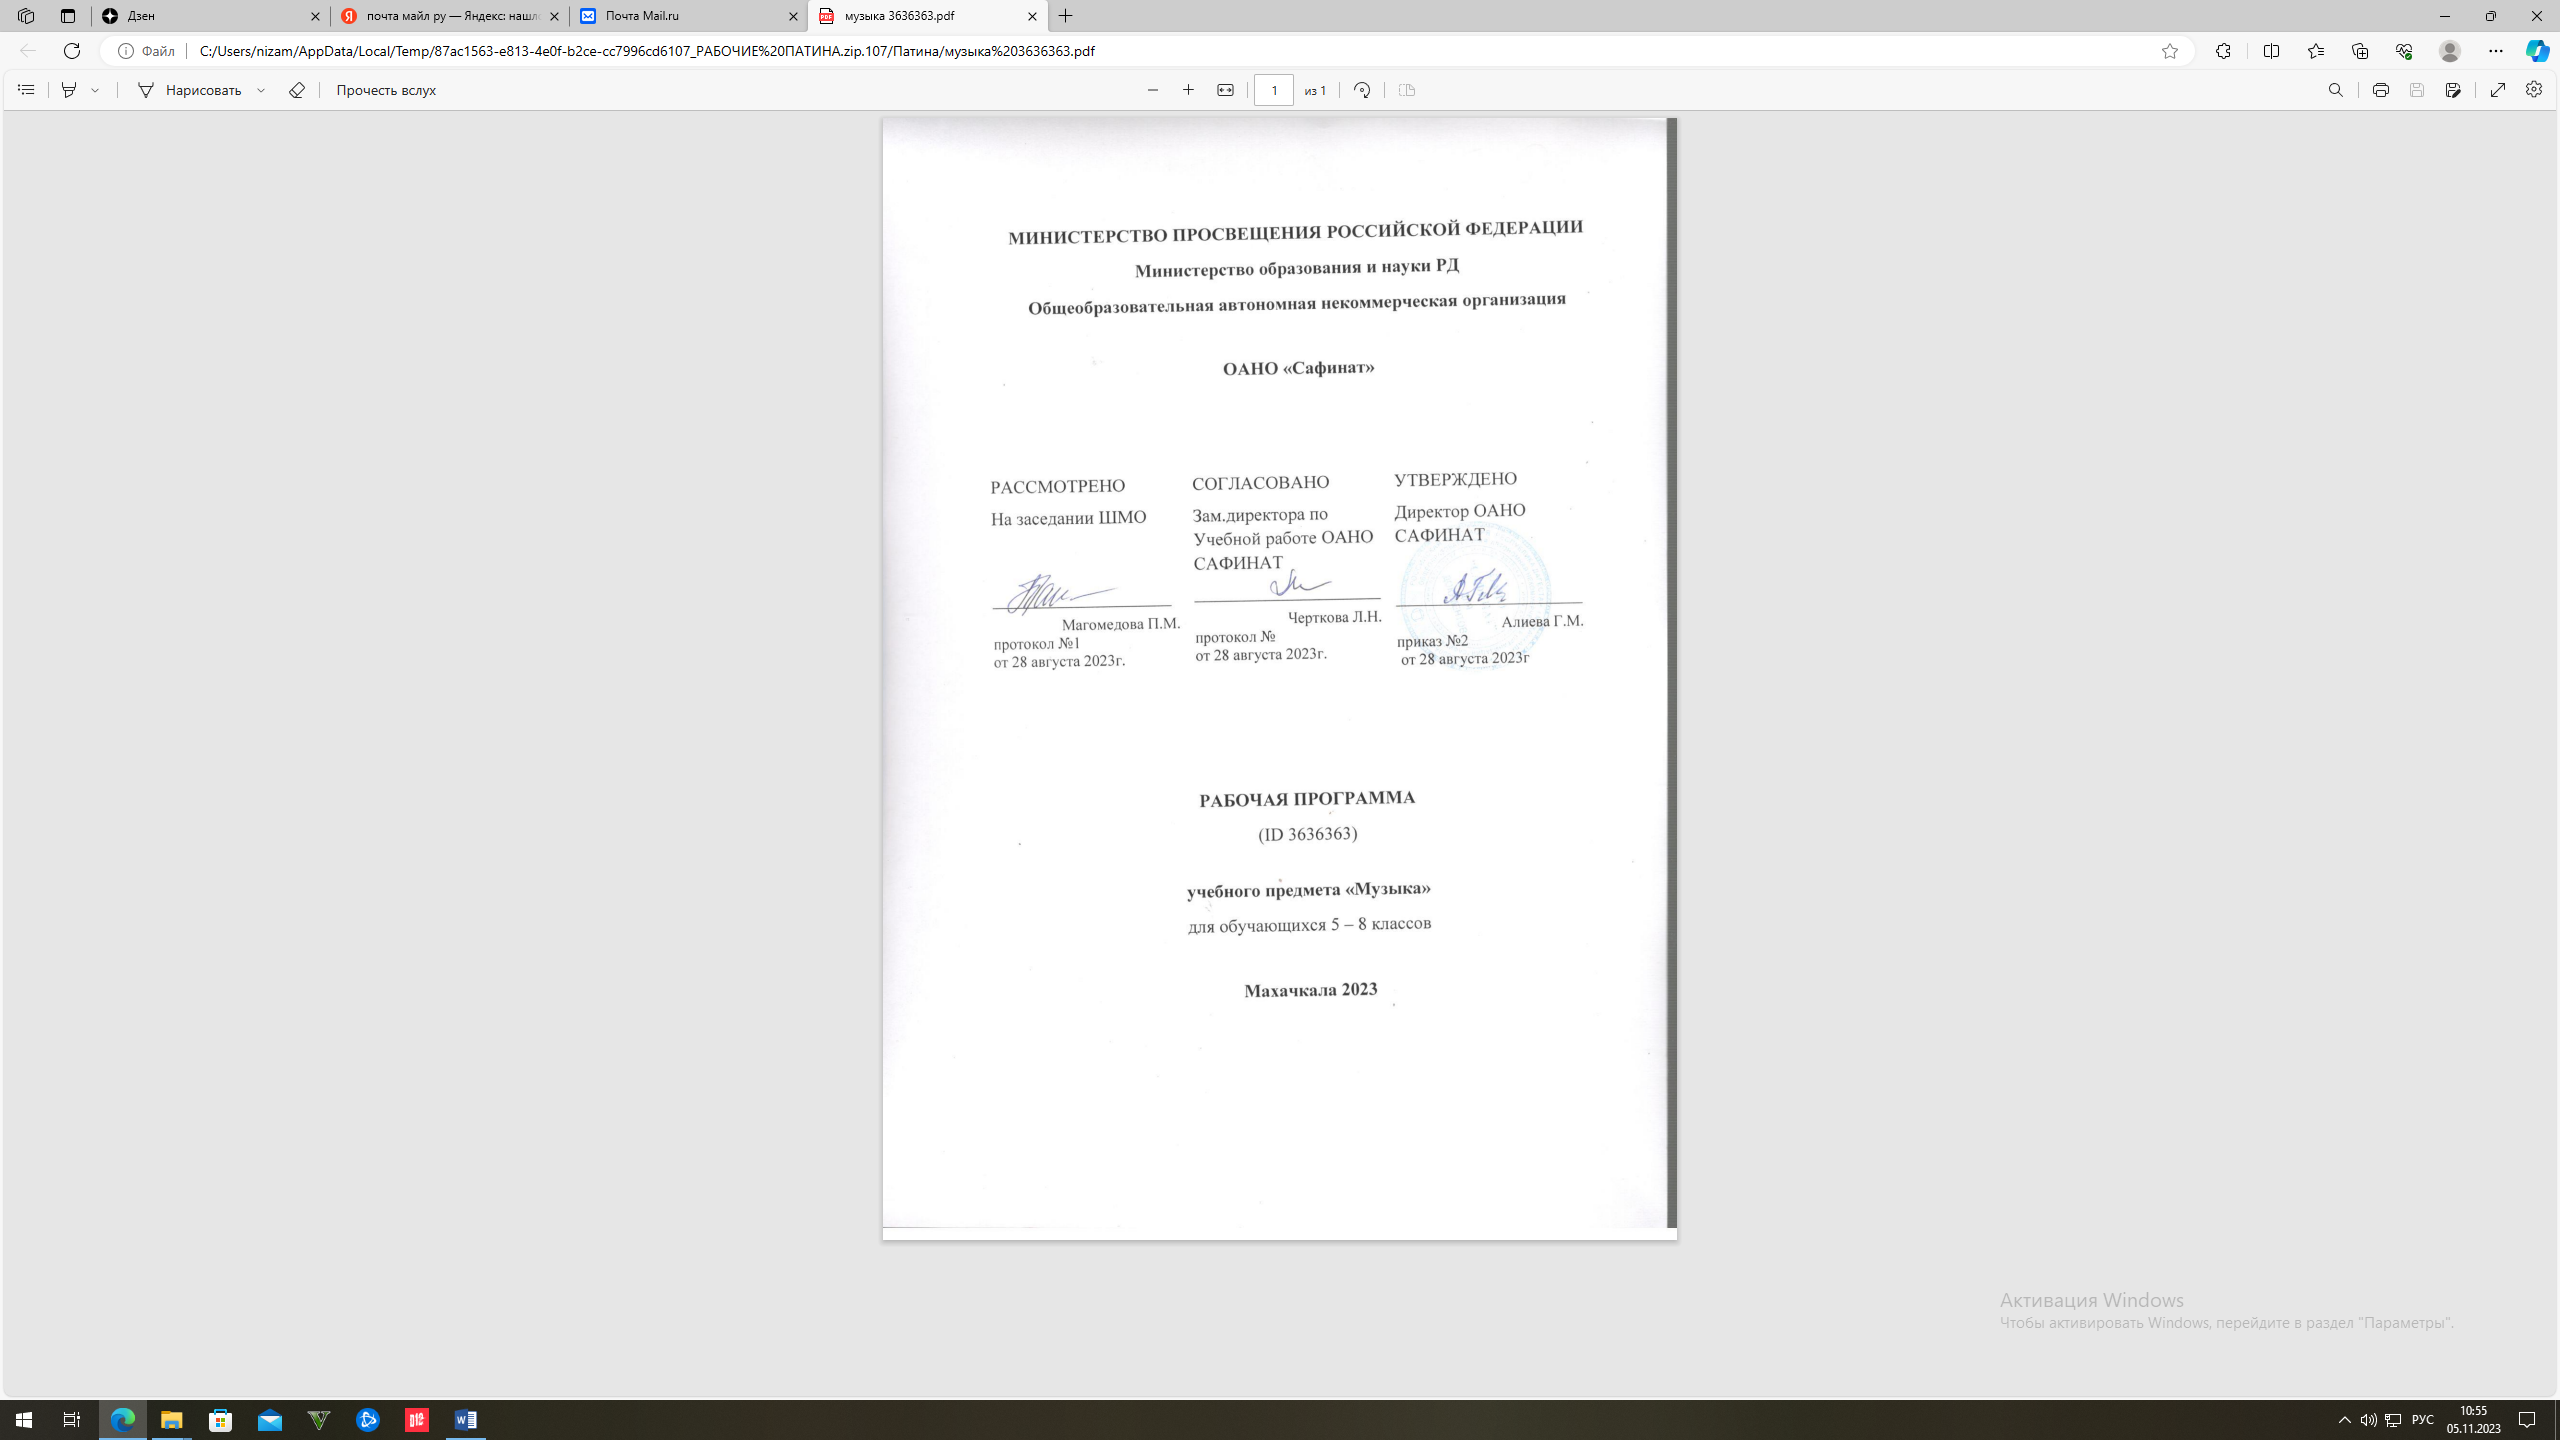 Дзен
почта майл ру — Яндекс: нашл
Почта Mail.ru
музыка 3636363.pdf
Файл
C:/Users/nizam/AppData/Local/Temp/87ac1563-e813-4e0f-b2ce-cc7996cd6107_РАБОЧИЕ%20ПАТИНА.zip.107/Патина/музыка%203636363.pdf
Нарисовать
Прочесть вслух
1
из 1
МИНИСТЕРСТВО ПРОСВЕЩЕНИЯ РОССИЙСКОЙ ФЕДЕРАЦИИ
Министерство образования и науки РД
Общеобразовательная автономная некоммерческая организация
ОАНО «Сафинат»
РАССМОТРЕНО
На заседании ШМО
Магомедова П.М.
протокол №1
от 28 августа 2023г.
СОГЛАСОВАНО
Зам.директора по
Учебной работе ОАНО
САФИНАТ
Черткова Л.Н.
протокол №
от 28 августа 2023г.
УТВЕРЖДЕНО
Директор ОАНО
САФИНАТ
Алиева Г.М.
приказ №2
от 28 августа 2023г
РАБОЧАЯ ПРОГРАММА
(ID 3636363)
учебного предмета «Музыка»
для обучающихся 5 – 8 классов
Махачкала 2023
Активация Windows
Чтобы активировать Windows, перейдите в раздел "Параметры".
РУС
10:55
05.11.2023